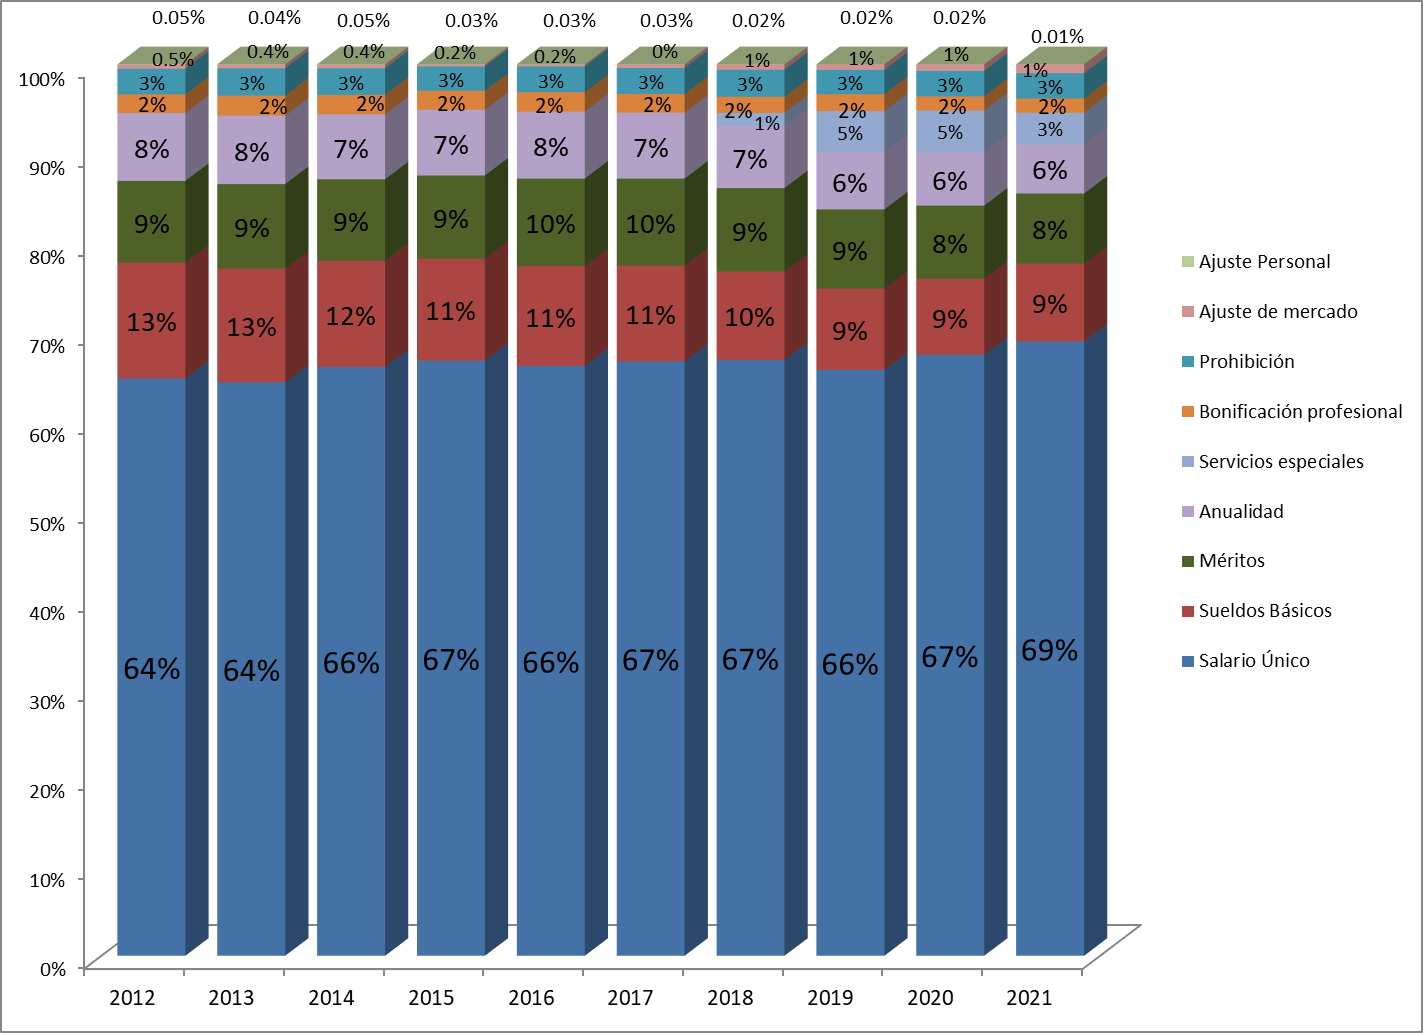 0.05% 0.04% 0.05% 0.03% 0.03% 0.03% 0.02% 0.02% 0.02% 0.01%
0.5% 0.4% 0.4% 0.2% 0.2% 0% 1% 1% 1% 1%
100%
3% 3% 3% 3% 3% 3% 3% 3% 3% 3%
2% 2% 2% 2% 2% 2% 2% 2% 2% 2%
1% 5% 5% 3%
8% 8% 7% 7% 8% 7% 7% 6% 6% 6%
90%
9% 9% 9% 9% 10% 10% 9% 9% 8% 8%
80%
13% 13% 12% 11% 11% 11% 10% 9% 9% 9%
70%
60%
50%
40%
64% 64% 66% 67% 66% 67% 67% 66% 67% 69%
30%
20%
10%
0%
2012 2013 2014 2015 2016 2017 2018 2019 2020 2021
Ajuste Personal
Ajuste de mercado
Prohibición
Bonificación profesional
Servicios especiales
Anualidad
Méritos
Sueldos Básicos
Salario Único